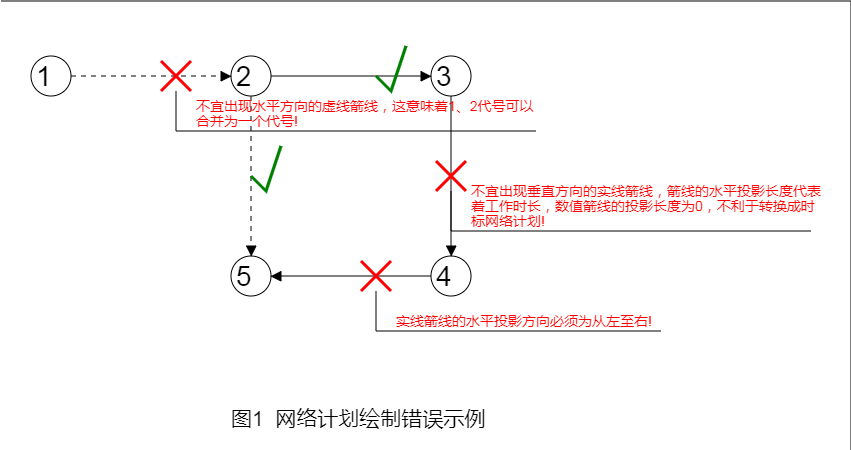 1
2
3
不宜出现水平方向的虚线箭线，这意味着1、2代号可以
合并为一个代号!
不宜出现垂直方向的实线箭线，箭线的水平投影长度代表
着工作时长，数值箭线的投影长度为0，不利于转换成时
标网络计划!
5
4
实线箭线的水平投影方向必须为从左至右!
图1 网络计划绘制错误示例